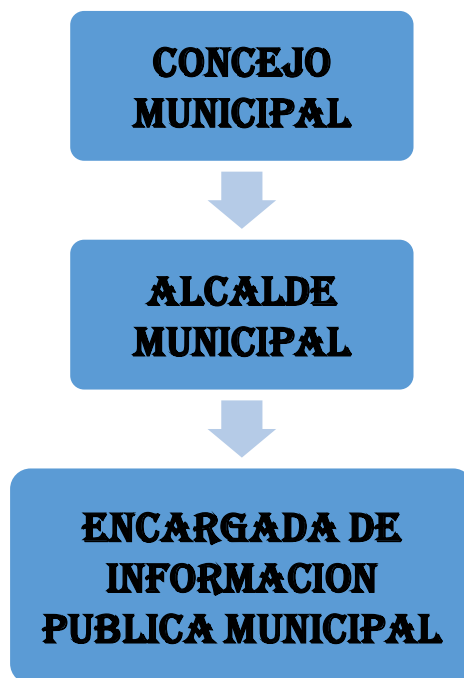 CONCEJO
MUNICIPAL
ALCALDE
MUNICIPAL
ENCARGADA DE
INFORMACION
PUBLICA MUNICIPAL